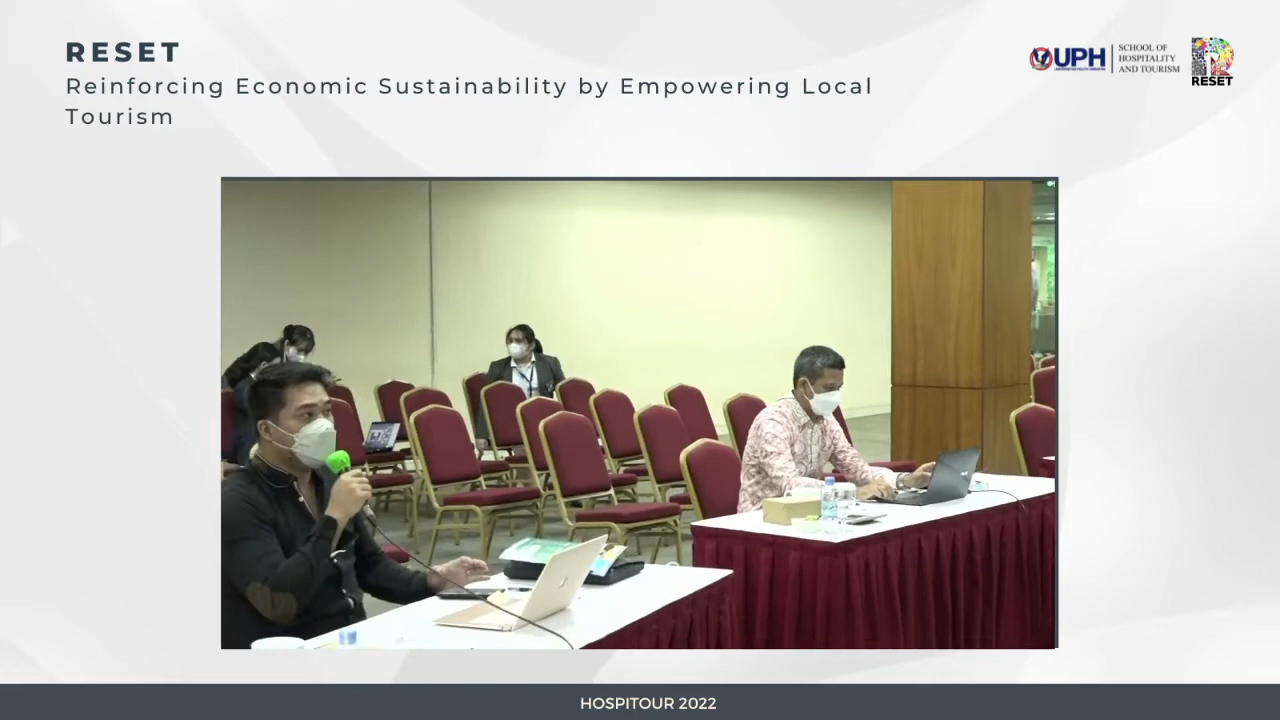 RESET
Reinforcing Economic Sustainability by Empowering Local
Tourism
UPH
SCHOOL OF
HOSPITALITY
AND TOURISM
RESET
HOSPITOUR 2022